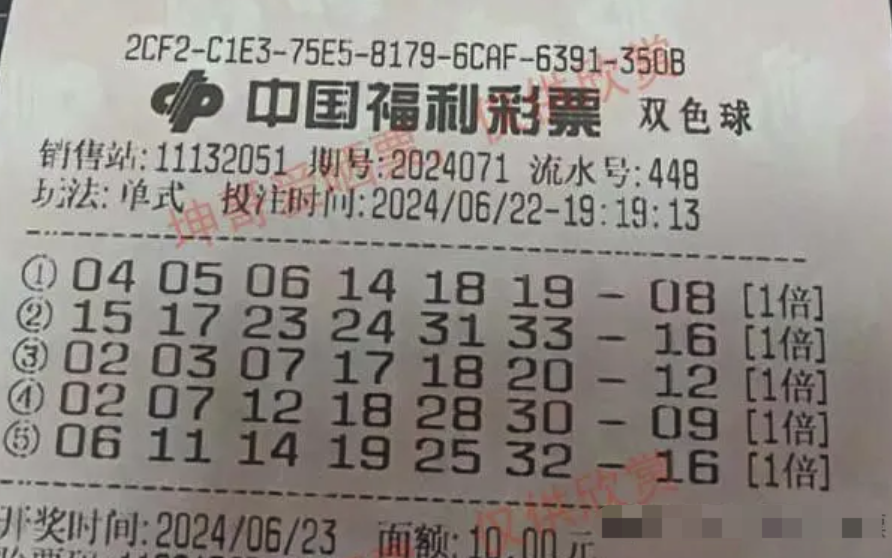 2CF2-C1E3-75E5-8179-6CAF-6391-350B
中国福利彩票 双色球
销售站:11132051 期号:2024071 流水号:448
玩法:单式 投注时间:2024/06/22-19:19:13
① 04 05 06 14 18 19 - 08 [1倍]
② 15 17 23 24 31 33 - 16 [1倍]
③ 02 03 07 17 18 20 - 12 [1倍]
④ 02 07 12 18 28 30 - 09 [1倍]
⑤ 06 11 14 19 25 32 - 16 [1倍]
开奖时间:2024/06/23 面额:10.00元
坤哥爱晒票,仅供欣赏
仅供欣赏